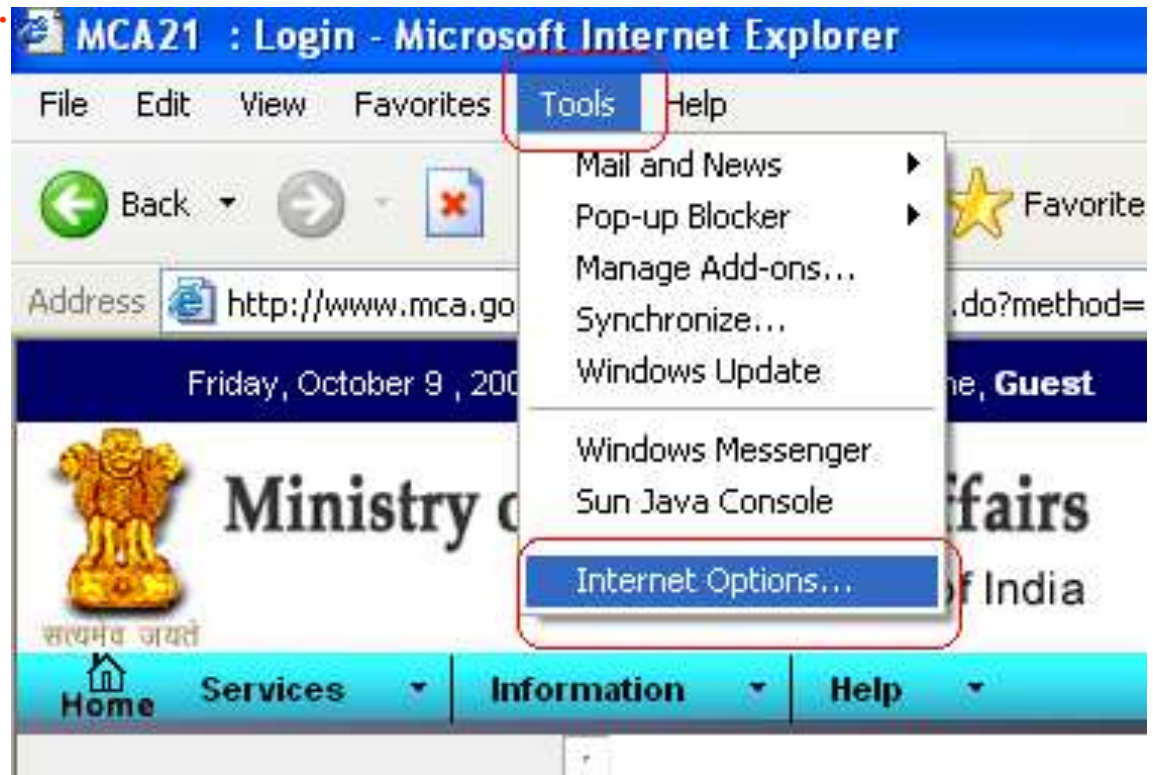 MCA21 : Login - Microsoft Internet Explorer
File Edit View Favorites Tools Help
Mail and News
Pop-up Blocker
Manage Add-ons...
Synchronize...
Windows Update
Windows Messenger
Sun Java Console
Internet Options...
Back Favorite
Address http://www.mca.go .do?method=
Friday, October 9 , 200 ne, Guest
Ministry o ffairs
of India
सत्यमेव जयते
Home Services Information Help